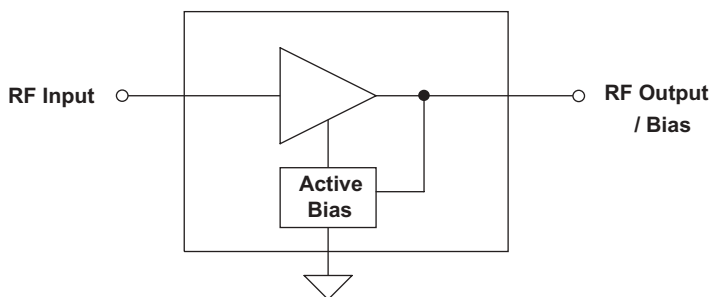 RF Input
RF Output
/ Bias
Active
Bias